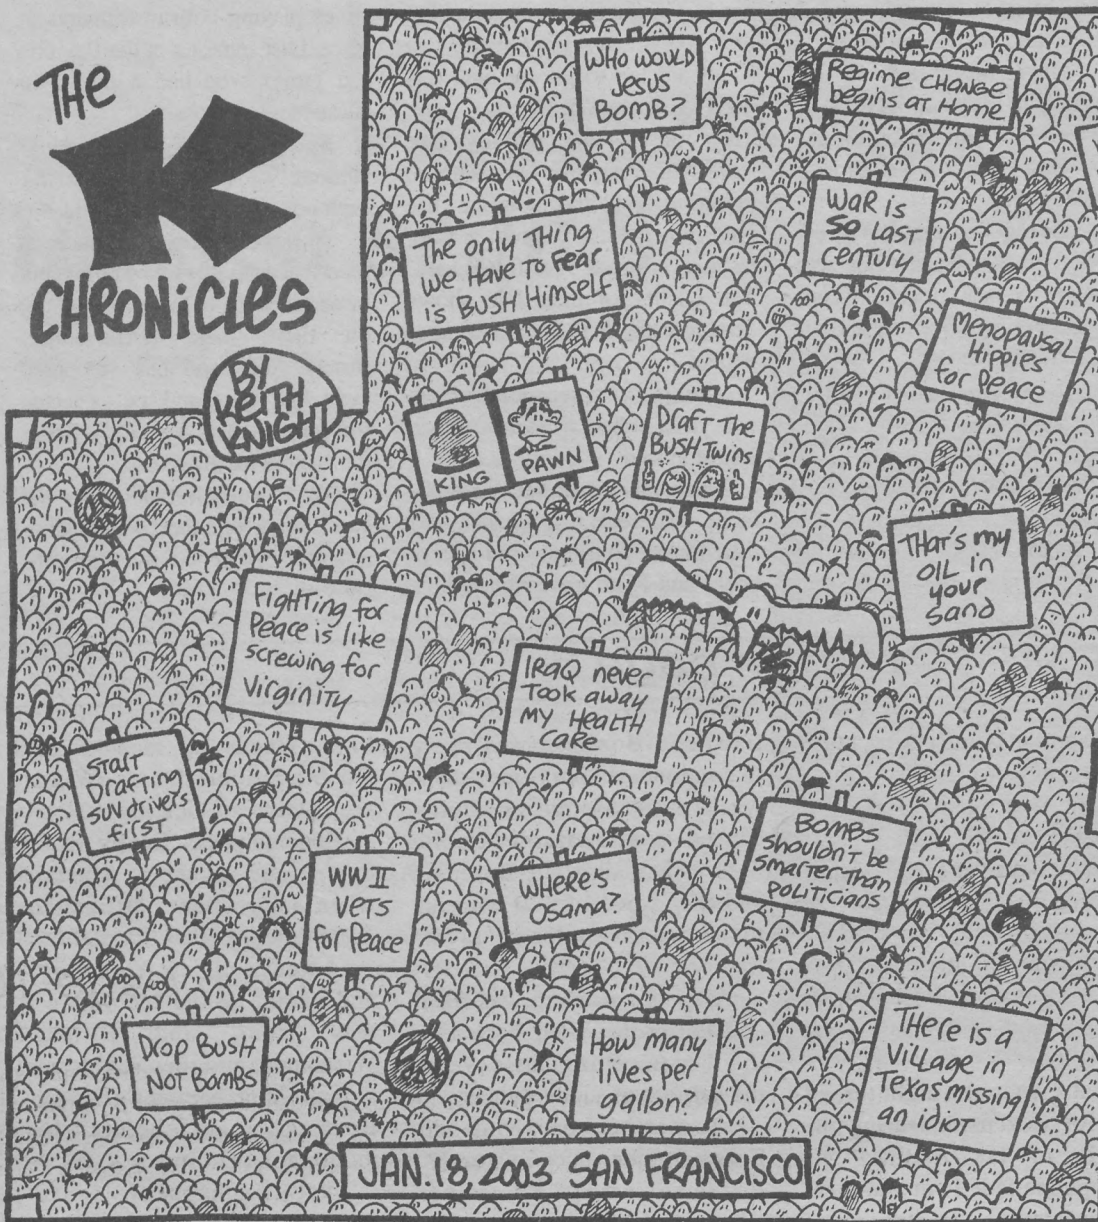 THE
K
CHRONICLES
BY
KEITH
KNIGHT
WHO WOULD
JESUS
BOMB?
Regime CHANGE
begins at Home
WaR is
SO LAST
CENTURY
The only THING
we Have To Fear
is BUSH HimSELF
Menopausal
Hippies
for Peace
KING
PAWN
DraFT THe
BUSH Twins
THaT's my
OIL in
your
Sand
FigHTing for
Peace is like
screwing for
VirginiTy
IRaQ never
Took away
MY HeaLTH
Care
START
DrafTing
SUV drivers
firsT
BomBs
shouldn'T be
smarTer Than
PoliTicians
WW II
VETS
for Peace
WHERE'S
Osama?
Drop BusH
NOT BomBs
How many
lives per
gallon?
THere is a
ViLLage in
Texas missing
an idioT
JAN. 18, 2003 SAN FRANCISCO